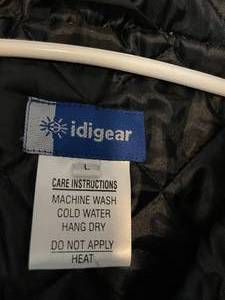 idigear
L
CARE INSTRUCTIONS
MACHINE WASH
COLD WATER
HANG DRY
DO NOT APPLY
HEAT